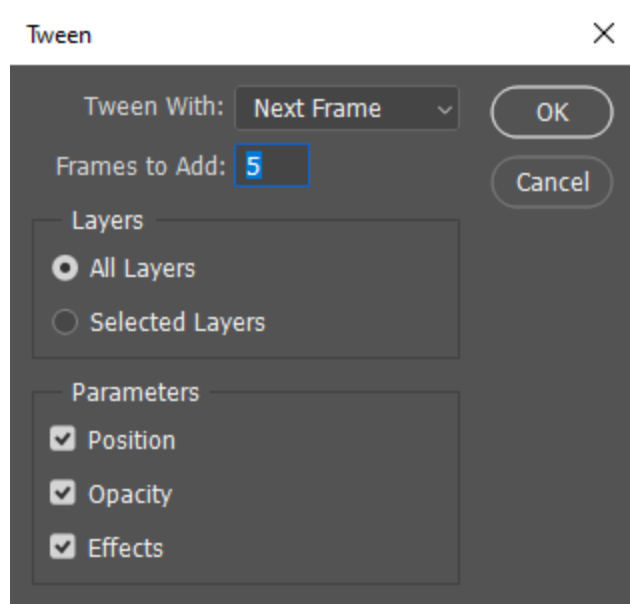 Tween
Tween With: Next Frame
OK
Frames to Add: 5
Cancel
Layers
All Layers
Selected Layers
Parameters
Position
Opacity
Effects